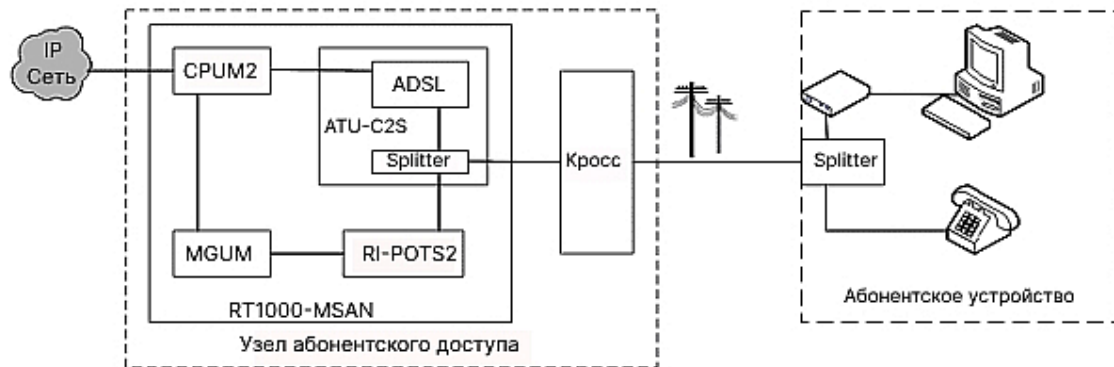 IP
Сеть
CPUM2
ADSL
ATU-C2S
Splitter
Кросс
Splitter
MGUM
RI-POTS2
RT1000-MSAN
Узел абонентского доступа
Абонентское устройство